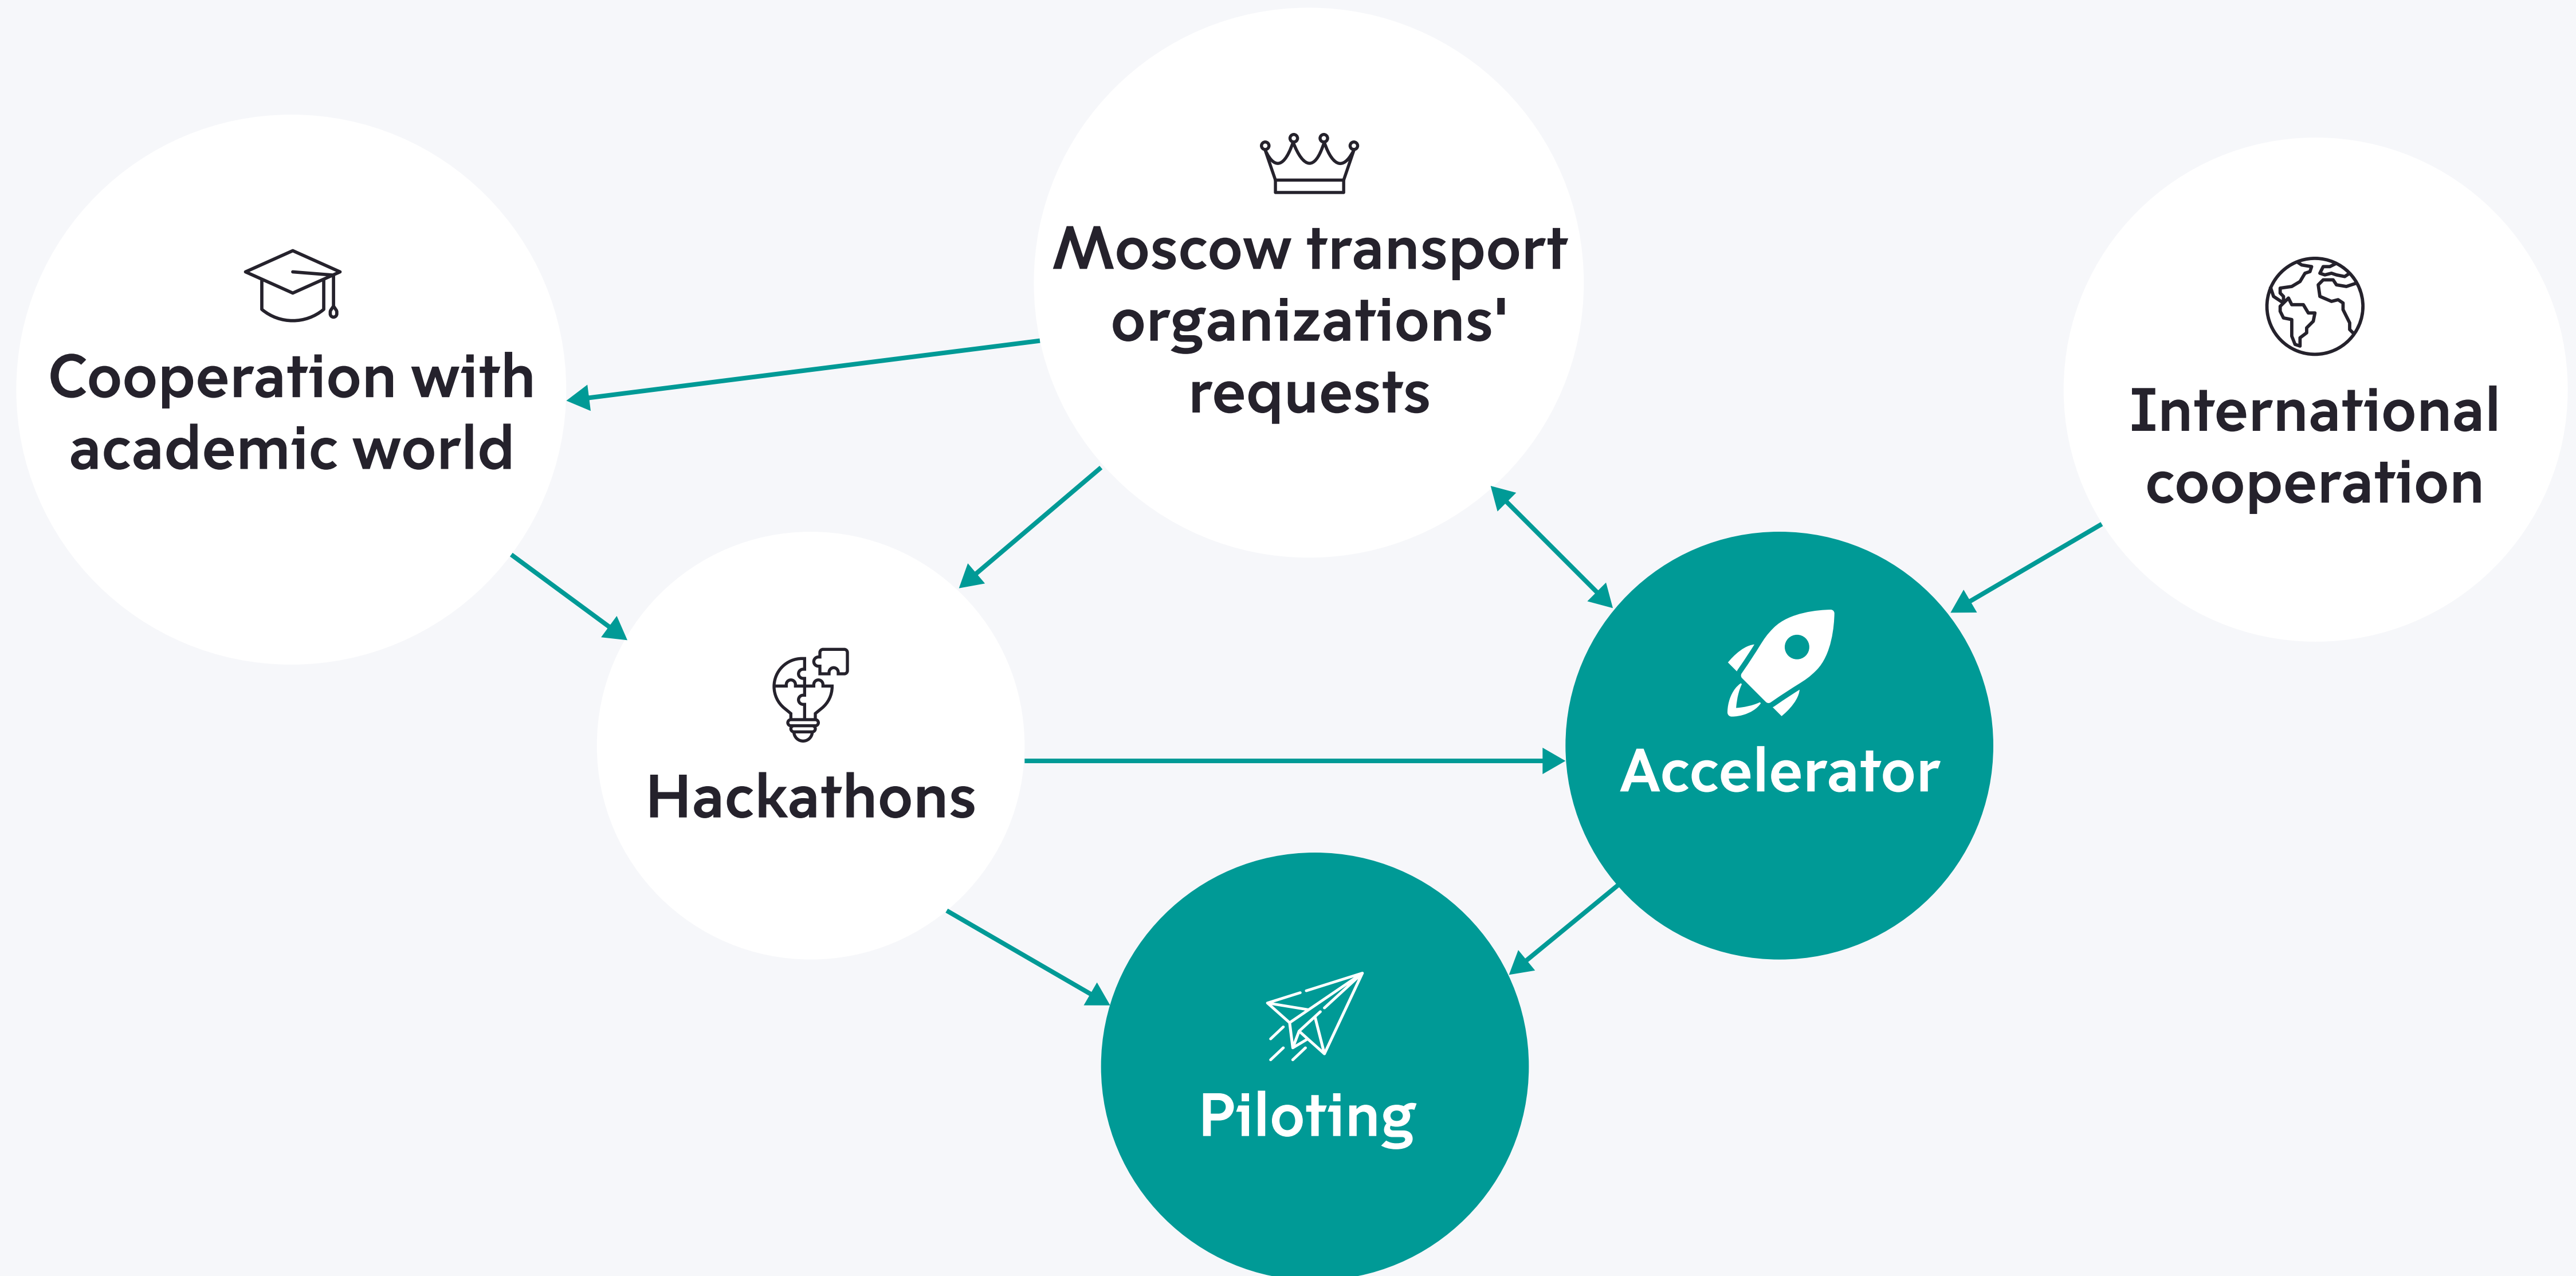 Cooperation with
academic world
Moscow transport
organizations'
requests
International
cooperation
Hackathons
Accelerator
Piloting